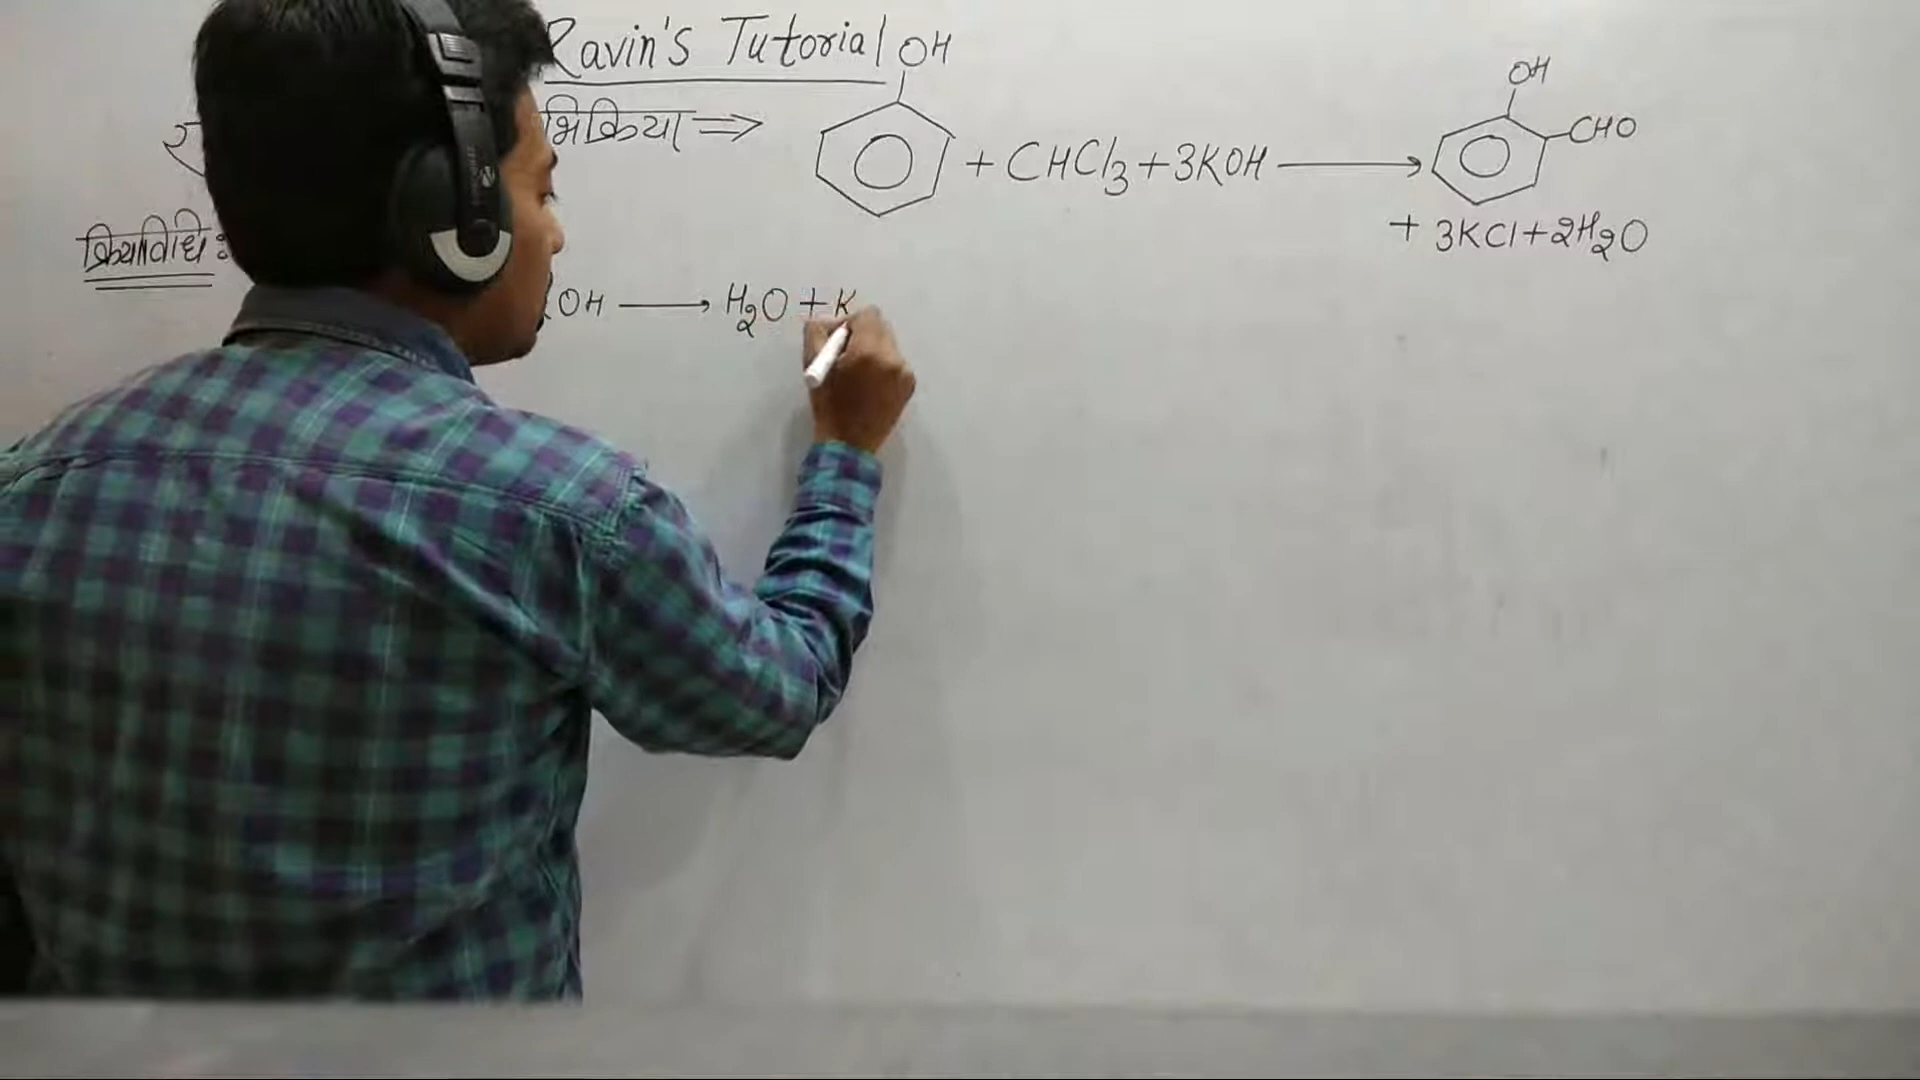 Ravin's Tutorial
भिक्रिया ⇒ OH + CHCl3 + 3KOH ⟶ OH CHO
+ 3KCl + 2H2O
क्रियाविधि :
OH ⟶ H2O + K